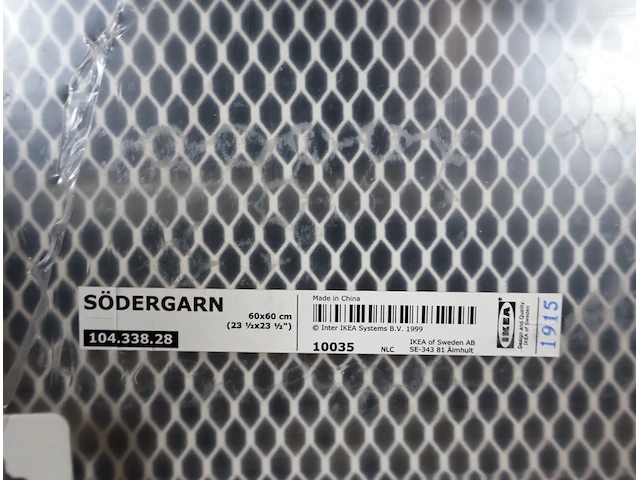 SÖDERGARN
60x60 cm
(23 ½x23 ½")
104.338.28
Made in China
© Inter IKEA Systems B.V. 1999
10035 NLC
IKEA of Sweden AB
SE-343 81 Älmhult
IKEA
Design and Quality
IKEA of Sweden
1915